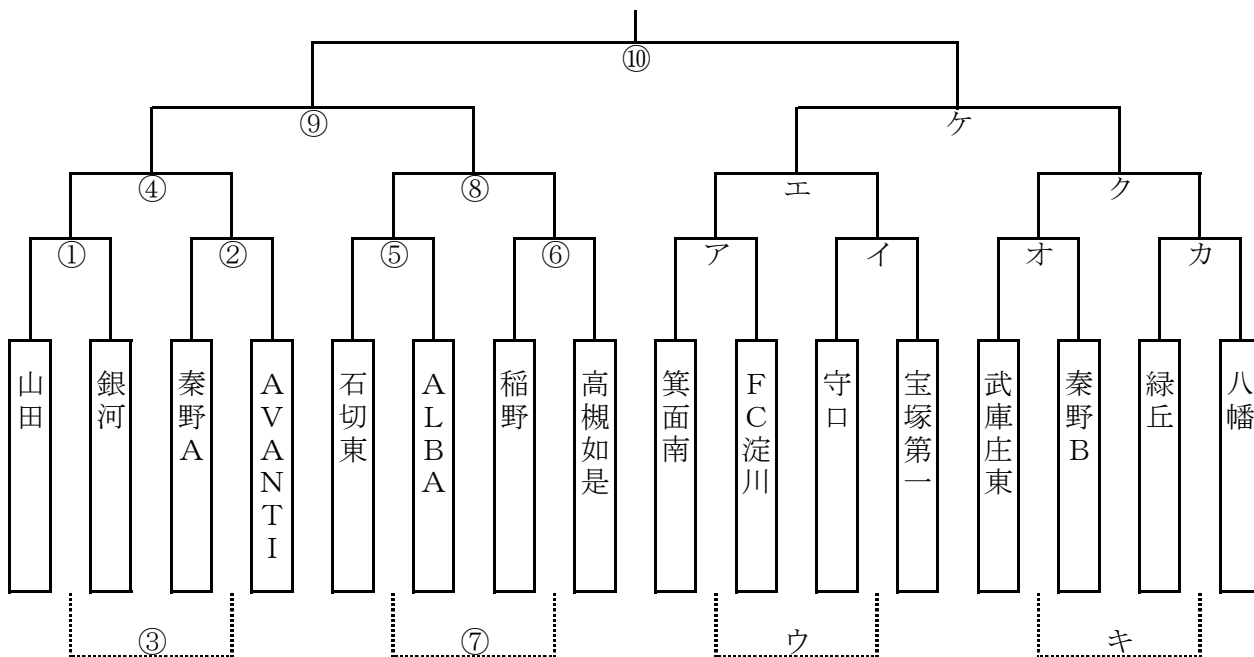 ⑩
⑨
ケ
④
⑧
エ
ク
①
②
⑤
⑥
ア
イ
オ
カ
山田
銀河
秦野A
AVANTI
石切東
ALBA
稲野
高槻如是
箕面南
FC淀川
守口
宝塚第一
武庫庄東
秦野B
緑丘
八幡
③
⑦
ウ
キ